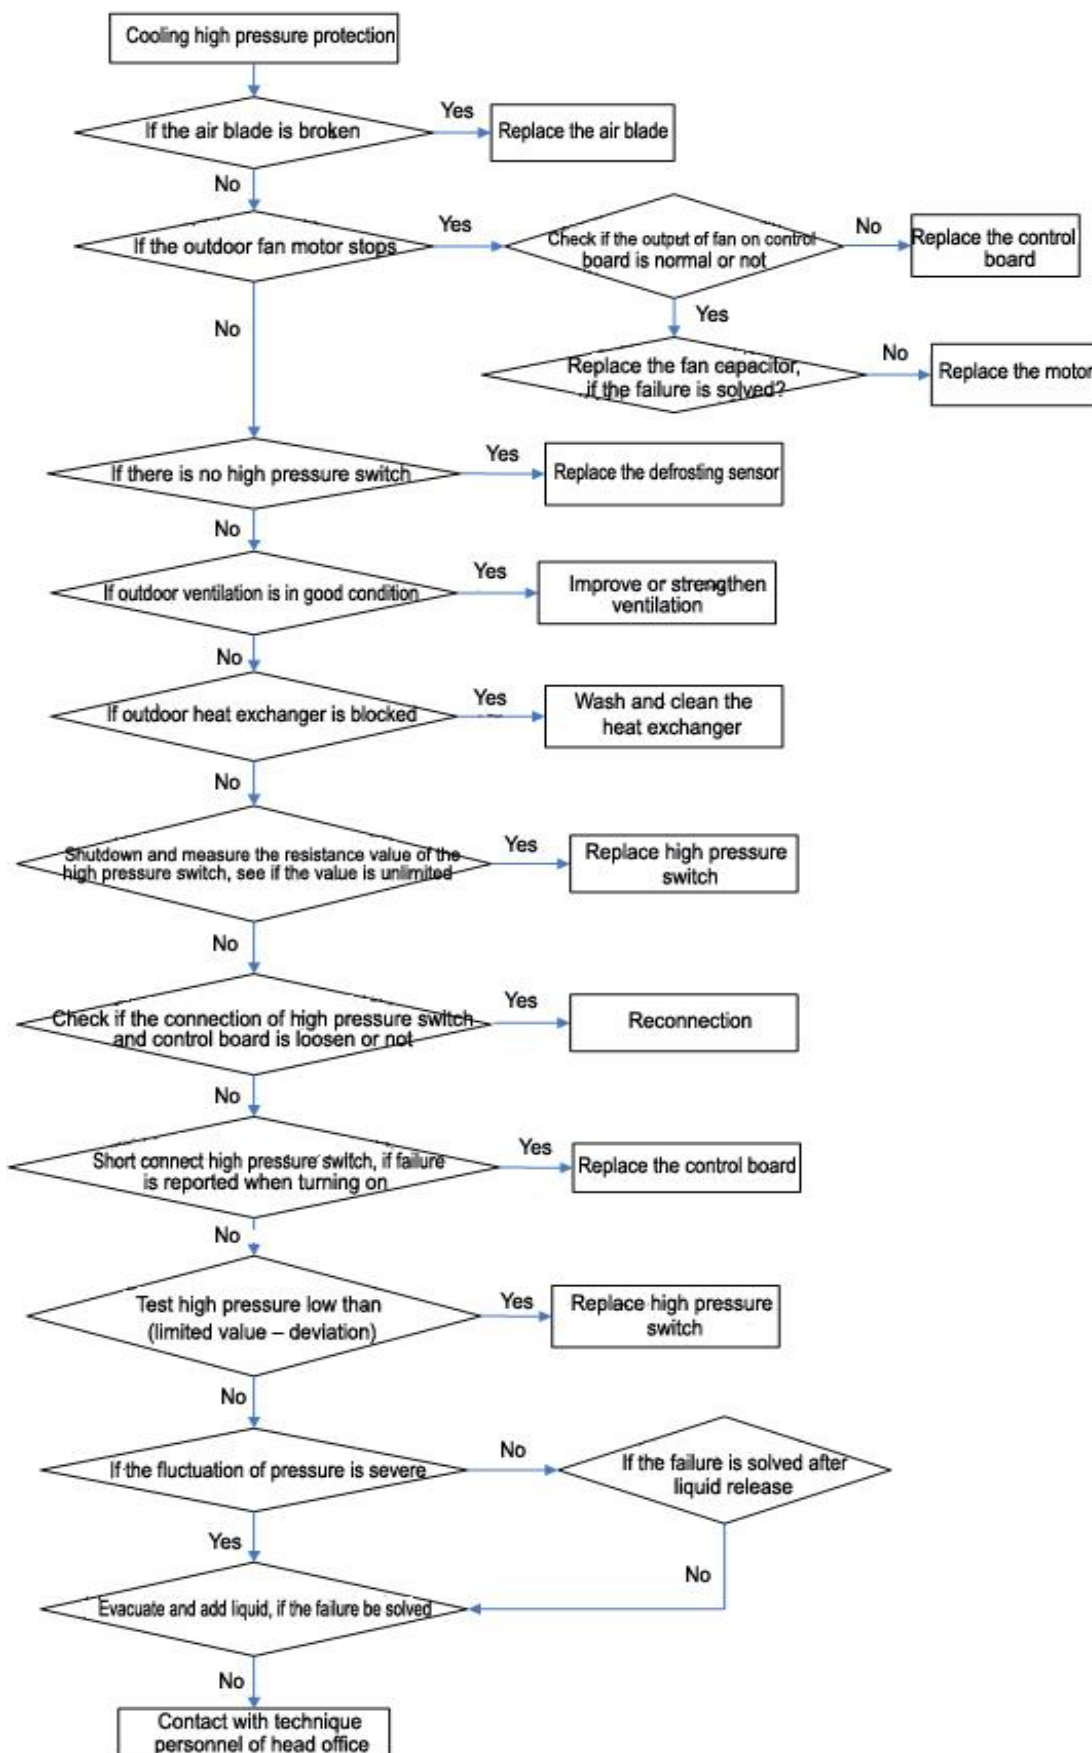 Cooling high pressure protection
If the air blade is broken
Yes
Replace the air blade
No
If the outdoor fan motor stops
Yes
Check if the output of fan on control
board is normal or not
No
Replace the control
board
No
Yes
Replace the fan capacitor,
if the failure is solved?
No
Replace the motor
If there is no high pressure switch
Yes
Replace the defrosting sensor
No
If outdoor ventilation is in good condition
Yes
Improve or strengthen
ventilation
No
If outdoor heat exchanger is blocked
Yes
Wash and clean the
heat exchanger
No
Shutdown and measure the resistance value of the
high pressure switch, see if the value is unlimited
Yes
Replace high pressure
switch
No
Check if the connection of high pressure switch
and control board is loosen or not
Yes
Reconnection
No
Short connect high pressure switch, if failure
is reported when turning on
Yes
Replace the control board
No
Test high pressure low than
(limited value – deviation)
Yes
Replace high pressure
switch
No
If the fluctuation of pressure is severe
No
If the failure is solved after
liquid release
Yes
No
Evacuate and add liquid, if the failure be solved
No
Contact with technique
personnel of head office